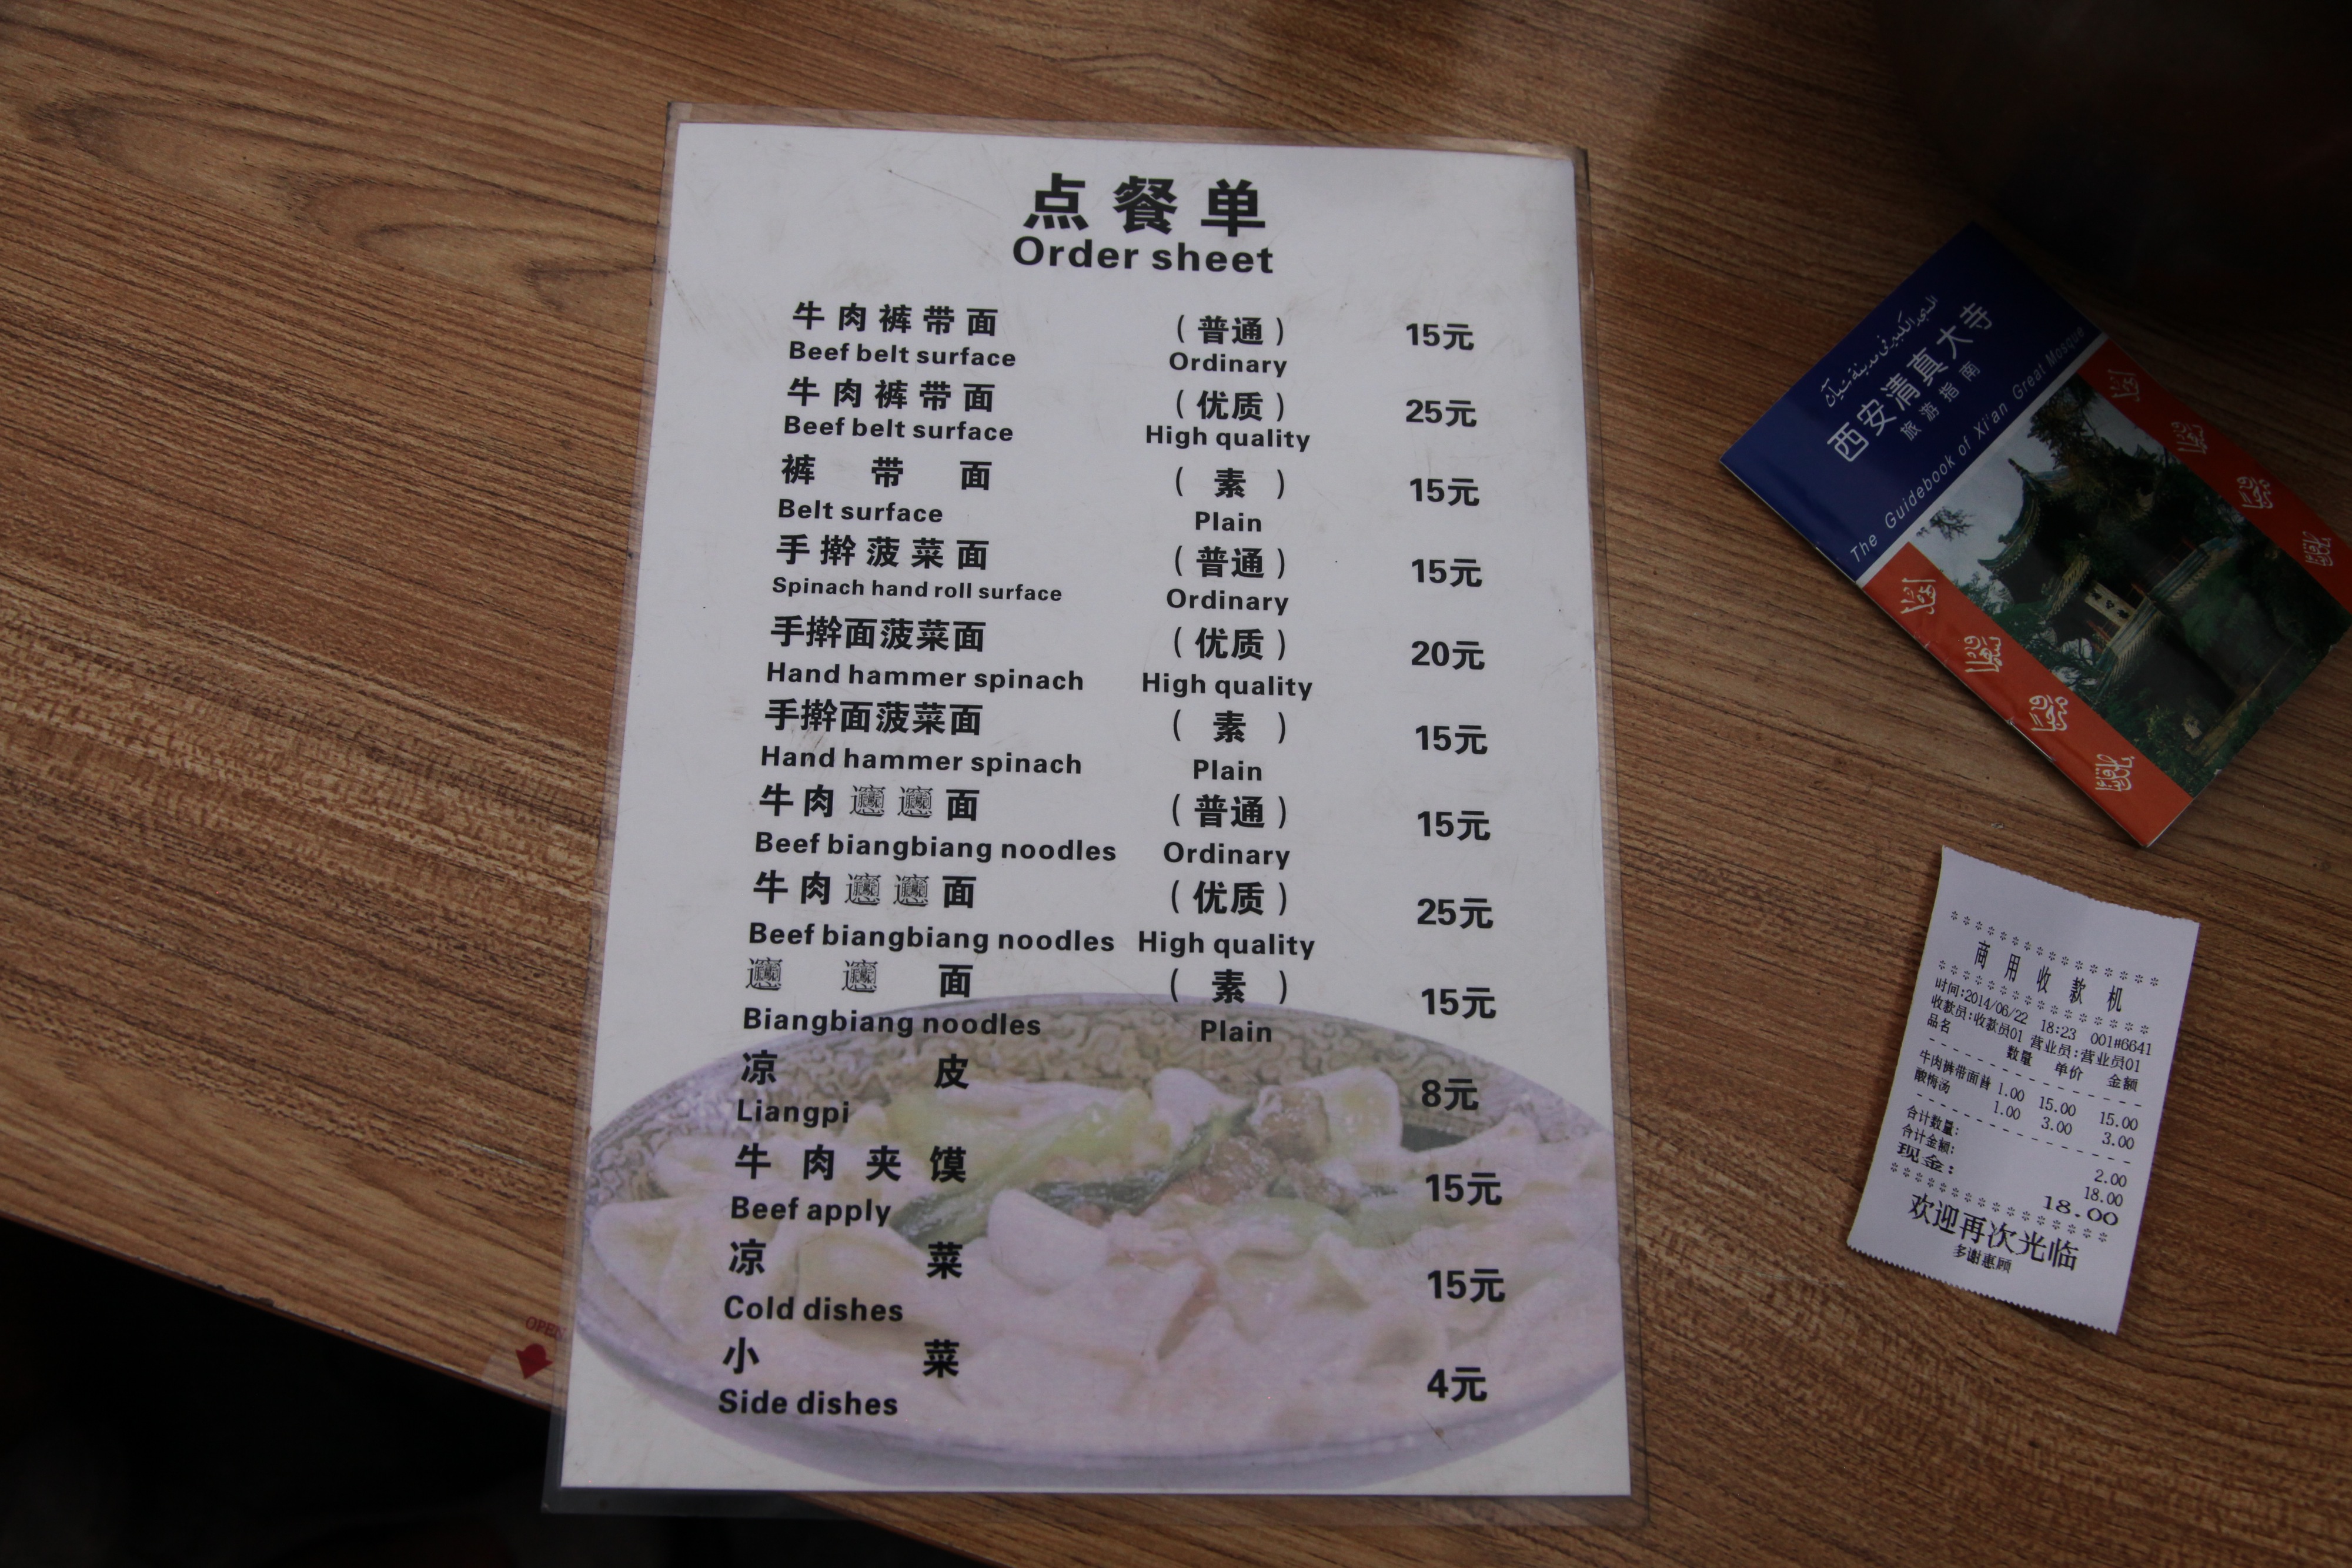 点餐单
Order sheet
牛肉裤带面 （普通） 15元
Beef belt surface Ordinary
牛肉裤带面 （优质） 25元
Beef belt surface High quality
裤带面 （素） 15元
Belt surface Plain
手擀菠菜面 （普通） 15元
Spinach hand roll surface Ordinary
手擀面菠菜面 （优质） 20元
Hand hammer spinach High quality
手擀面菠菜面 （素） 15元
Hand hammer spinach Plain
牛肉𰻝𰻝面 （普通） 15元
Beef biangbiang noodles Ordinary
牛肉𰻝𰻝面 （优质） 25元
Beef biangbiang noodles High quality
𰻝𰻝面 （素） 15元
Biangbiang noodles Plain
凉皮 8元
Liangpi
牛肉夹馍 15元
Beef apply
凉菜 15元
Cold dishes
小菜 4元
Side dishes
OPEN
西安清真大寺
旅游指南
The Guidebook of Xi'an Great Mosque
商用收款机
时间:2014/06/22 18:23 001#6641
收款员:收款员01 营业员:营业员01
品名 数量 单价 金额
牛肉裤带面普 1.00 15.00 15.00
酸梅汤 1.00 3.00 3.00
合计数量: 2.00
合计金额: 18.00
现金: 18.00
欢迎再次光临
多谢惠顾